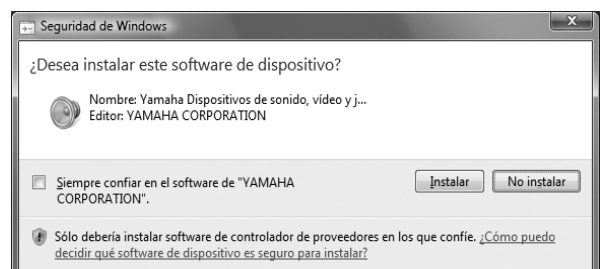 Seguridad de Windows
¿Desea instalar este software de dispositivo?
Nombre: Yamaha Dispositivos de sonido, vídeo y j...
Editor: YAMAHA CORPORATION
Siempre confiar en el software de "YAMAHA
CORPORATION".
Instalar
No instalar
Sólo debería instalar software de controlador de proveedores en los que confíe. ¿Cómo puedo
decidir qué software de dispositivo es seguro para instalar?